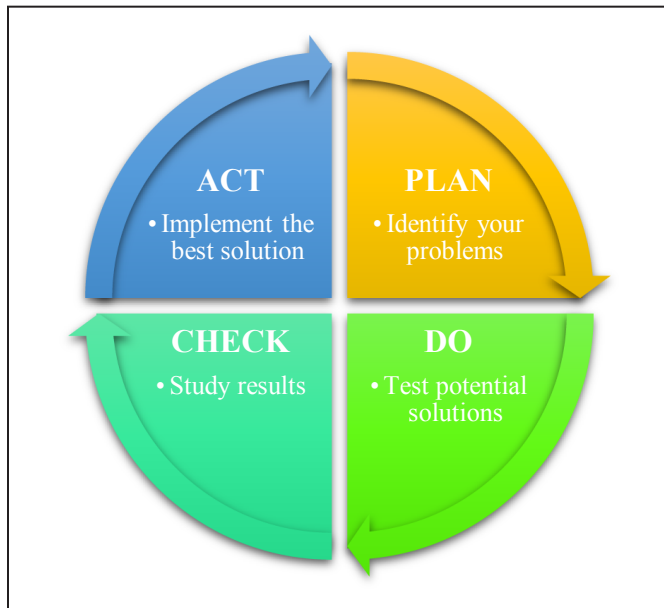 ACT
• Implement the
best solution
PLAN
• Identify your
problems
CHECK
• Study results
DO
• Test potential
solutions